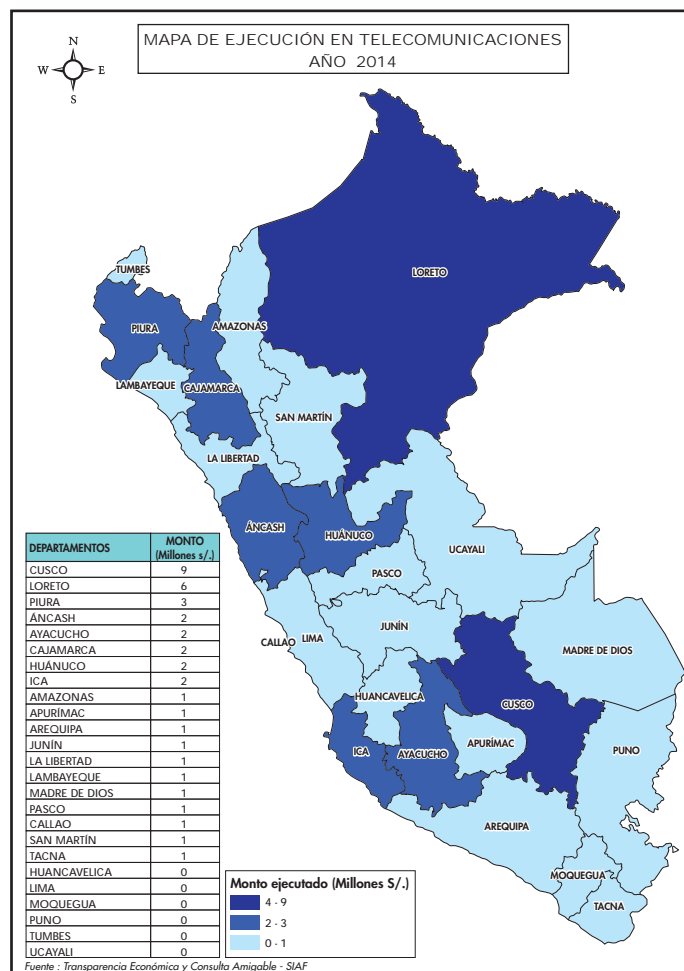 MAPA DE EJECUCIÓN EN TELECOMUNICACIONES
AÑO 2014
N
W E
S
LORETO
TUMBES
AMAZONAS
PIURA
LAMBAYEQUE
CAJAMARCA
SAN MARTÍN
LA LIBERTAD
ÁNCASH
HUÁNUCO
UCAYALI
PASCO
CALLAO
LIMA
JUNÍN
MADRE DE DIOS
HUANCAVELICA
CUSCO
ICA
AYACUCHO
APURÍMAC
PUNO
AREQUIPA
MOQUEGUA
TACNA
DEPARTAMENTOS MONTO (Millones s/.)
CUSCO 9
LORETO 6
PIURA 3
ÁNCASH 2
AYACUCHO 2
CAJAMARCA 2
HUÁNUCO 2
ICA 2
AMAZONAS 1
APURÍMAC 1
AREQUIPA 1
JUNÍN 1
LA LIBERTAD 1
LAMBAYEQUE 1
MADRE DE DIOS 1
PASCO 1
CALLAO 1
SAN MARTÍN 1
TACNA 1
HUANCAVELICA 0
LIMA 0
MOQUEGUA 0
PUNO 0
TUMBES 0
UCAYALI 0
Monto ejecutado (Millones S/.)
4 - 9
2 - 3
0 - 1
Fuente : Transparencia Económica y Consulta Amigable - SIAF